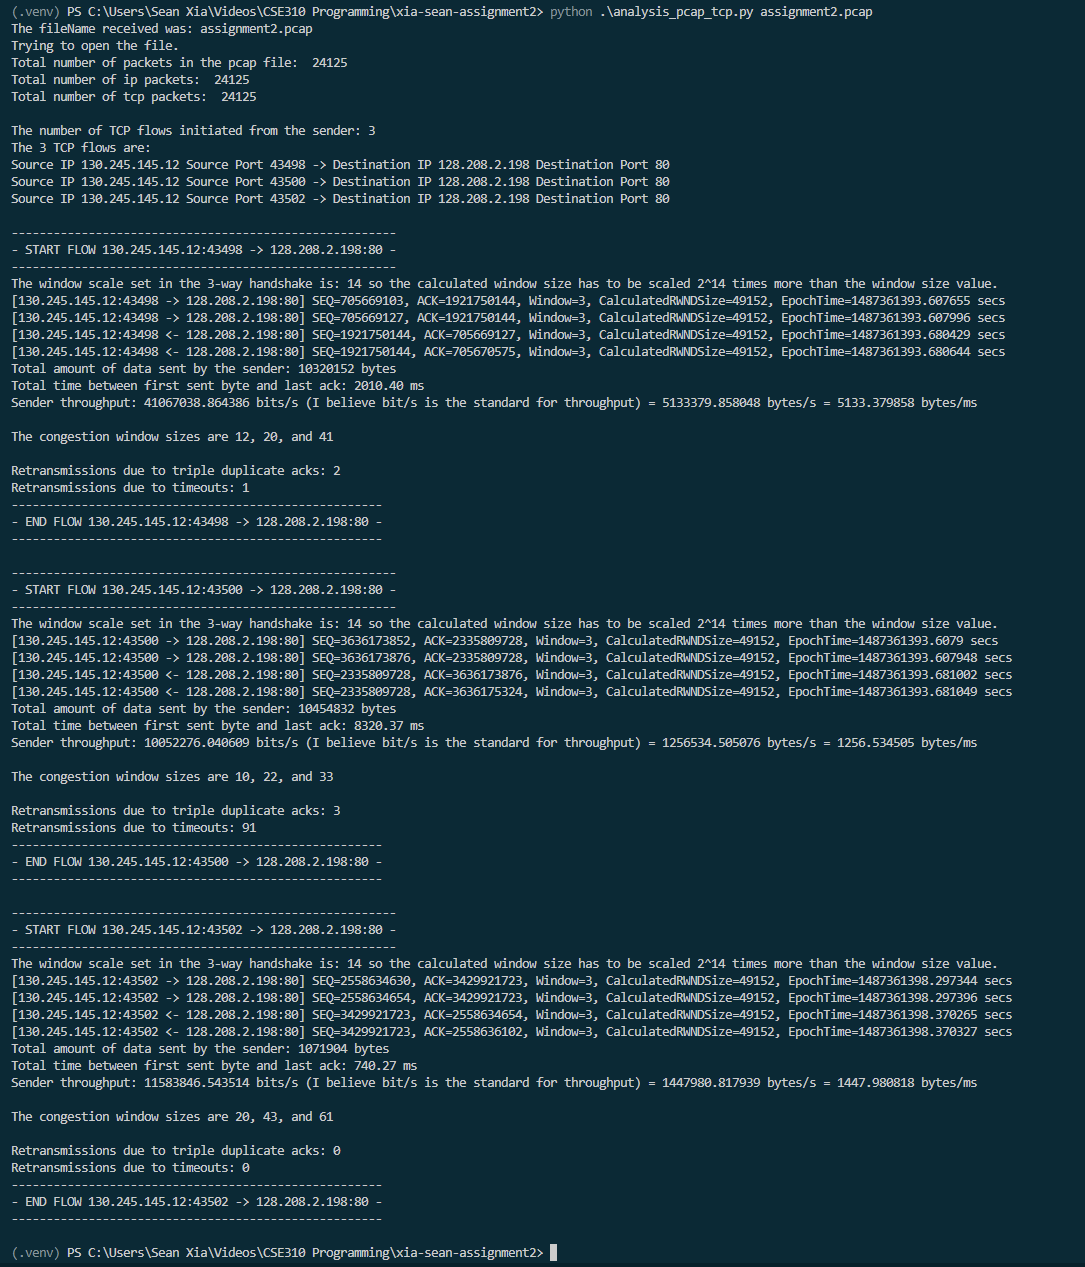 (.venv) PS C:\Users\Sean Xia\Videos\CSE310 Programming\xia-sean-assignment2> python .\analysis_pcap_tcp.py assignment2.pcap
The fileName received was: assignment2.pcap
Trying to open the file.
Total number of packets in the pcap file:  24125
Total number of ip packets:  24125
Total number of tcp packets:  24125

The number of TCP flows initiated from the sender: 3
The 3 TCP flows are:
Source IP 130.245.145.12 Source Port 43498 -> Destination IP 128.208.2.198 Destination Port 80
Source IP 130.245.145.12 Source Port 43500 -> Destination IP 128.208.2.198 Destination Port 80
Source IP 130.245.145.12 Source Port 43502 -> Destination IP 128.208.2.198 Destination Port 80

-------------------------------------------------------
- START FLOW 130.245.145.12:43498 -> 128.208.2.198:80 -
-------------------------------------------------------
The window scale set in the 3-way handshake is: 14 so the calculated window size has to be scaled 2^14 times more than the window size value.
[130.245.145.12:43498 -> 128.208.2.198:80] SEQ=705669103, ACK=1921750144, Window=3, CalculatedRWNDSize=49152, EpochTime=1487361393.607655 secs
[130.245.145.12:43498 -> 128.208.2.198:80] SEQ=705669127, ACK=1921750144, Window=3, CalculatedRWNDSize=49152, EpochTime=1487361393.607996 secs
[130.245.145.12:43498 <- 128.208.2.198:80] SEQ=1921750144, ACK=705669127, Window=3, CalculatedRWNDSize=49152, EpochTime=1487361393.680429 secs
[130.245.145.12:43498 <- 128.208.2.198:80] SEQ=1921750144, ACK=705670575, Window=3, CalculatedRWNDSize=49152, EpochTime=1487361393.680644 secs
Total amount of data sent by the sender: 10320152 bytes
Total time between first sent byte and last ack: 2010.40 ms
Sender throughput: 41067038.864386 bits/s (I believe bit/s is the standard for throughput) = 5133379.858048 bytes/s = 5133.379858 bytes/ms

The congestion window sizes are 12, 20, and 41

Retransmissions due to triple duplicate acks: 2
Retransmissions due to timeouts: 1
-----------------------------------------------------
- END FLOW 130.245.145.12:43498 -> 128.208.2.198:80 -
-----------------------------------------------------

-------------------------------------------------------
- START FLOW 130.245.145.12:43500 -> 128.208.2.198:80 -
-------------------------------------------------------
The window scale set in the 3-way handshake is: 14 so the calculated window size has to be scaled 2^14 times more than the window size value.
[130.245.145.12:43500 -> 128.208.2.198:80] SEQ=3636173852, ACK=2335809728, Window=3, CalculatedRWNDSize=49152, EpochTime=1487361393.6079 secs
[130.245.145.12:43500 -> 128.208.2.198:80] SEQ=3636173876, ACK=2335809728, Window=3, CalculatedRWNDSize=49152, EpochTime=1487361393.607948 secs
[130.245.145.12:43500 <- 128.208.2.198:80] SEQ=2335809728, ACK=3636173876, Window=3, CalculatedRWNDSize=49152, EpochTime=1487361393.681002 secs
[130.245.145.12:43500 <- 128.208.2.198:80] SEQ=2335809728, ACK=3636175324, Window=3, CalculatedRWNDSize=49152, EpochTime=1487361393.681049 secs
Total amount of data sent by the sender: 10454832 bytes
Total time between first sent byte and last ack: 8320.37 ms
Sender throughput: 10052276.040609 bits/s (I believe bit/s is the standard for throughput) = 1256534.505076 bytes/s = 1256.534505 bytes/ms

The congestion window sizes are 10, 22, and 33

Retransmissions due to triple duplicate acks: 3
Retransmissions due to timeouts: 91
-----------------------------------------------------
- END FLOW 130.245.145.12:43500 -> 128.208.2.198:80 -
-----------------------------------------------------

-------------------------------------------------------
- START FLOW 130.245.145.12:43502 -> 128.208.2.198:80 -
-------------------------------------------------------
The window scale set in the 3-way handshake is: 14 so the calculated window size has to be scaled 2^14 times more than the window size value.
[130.245.145.12:43502 -> 128.208.2.198:80] SEQ=2558634630, ACK=3429921723, Window=3, CalculatedRWNDSize=49152, EpochTime=1487361398.297344 secs
[130.245.145.12:43502 -> 128.208.2.198:80] SEQ=2558634654, ACK=3429921723, Window=3, CalculatedRWNDSize=49152, EpochTime=1487361398.297396 secs
[130.245.145.12:43502 <- 128.208.2.198:80] SEQ=3429921723, ACK=2558634654, Window=3, CalculatedRWNDSize=49152, EpochTime=1487361398.370265 secs
[130.245.145.12:43502 <- 128.208.2.198:80] SEQ=3429921723, ACK=2558636102, Window=3, CalculatedRWNDSize=49152, EpochTime=1487361398.370327 secs
Total amount of data sent by the sender: 1071904 bytes
Total time between first sent byte and last ack: 740.27 ms
Sender throughput: 11583846.543514 bits/s (I believe bit/s is the standard for throughput) = 1447980.817939 bytes/s = 1447.980818 bytes/ms

The congestion window sizes are 20, 43, and 61

Retransmissions due to triple duplicate acks: 0
Retransmissions due to timeouts: 0
-----------------------------------------------------
- END FLOW 130.245.145.12:43502 -> 128.208.2.198:80 -
-----------------------------------------------------

(.venv) PS C:\Users\Sean Xia\Videos\CSE310 Programming\xia-sean-assignment2>